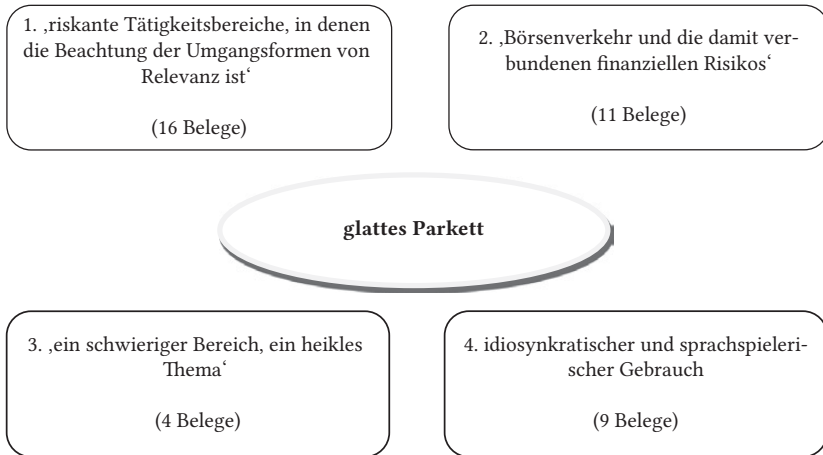 1. ‚riskante Tätigkeitsbereiche, in denen
die Beachtung der Umgangsformen von
Relevanz ist‘
(16 Belege)
2. ‚Börsenverkehr und die damit ver-
bundenen finanziellen Risikos‘
(11 Belege)
glattes Parkett
3. ‚ein schwieriger Bereich, ein heikles
Thema‘
(4 Belege)
4. idiosynkratischer und sprachspieleri-
scher Gebrauch
(9 Belege)